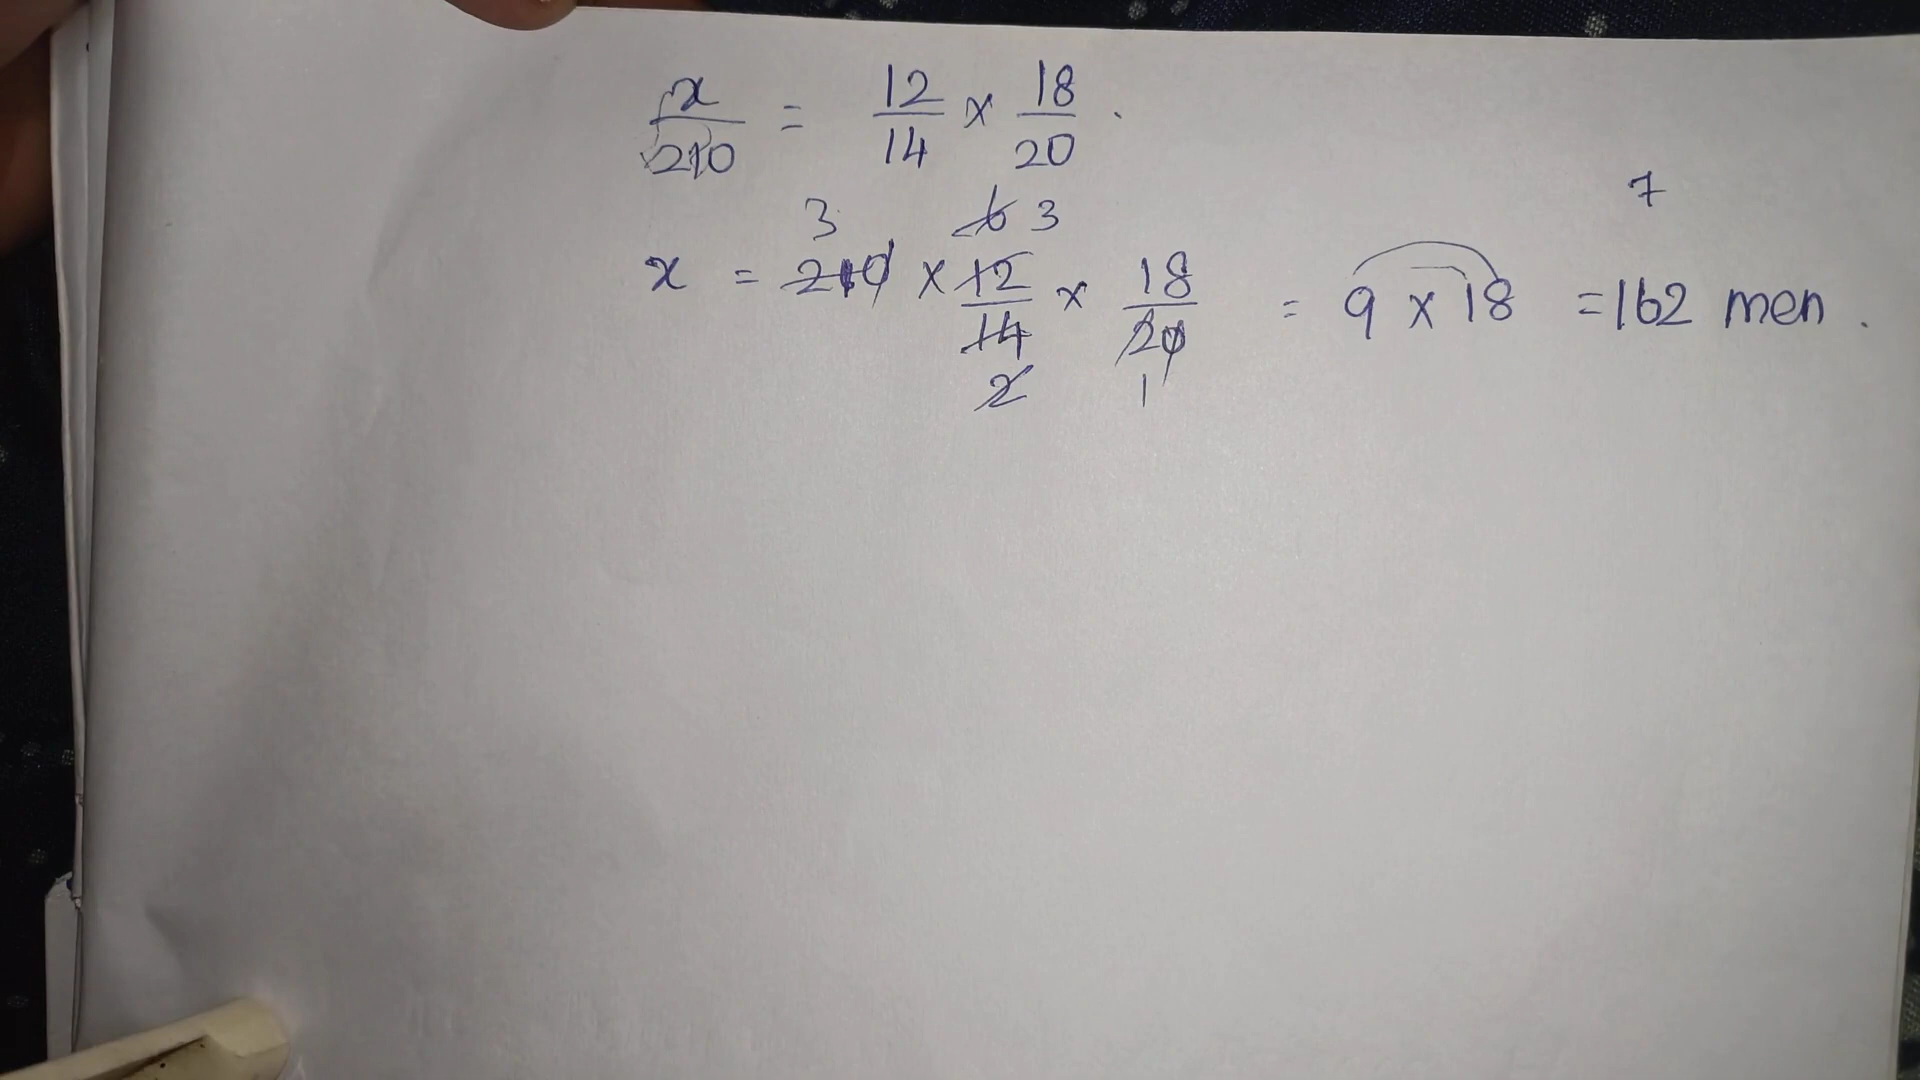 x/210 = 12/14 × 18/20 .
7
3 6 3
x = 210 × 12/14 × 18/20 = 9 × 18 = 162 men .
2 1